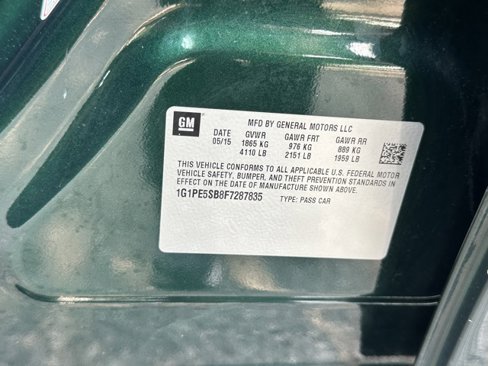 GM
MFD BY GENERAL MOTORS LLC
DATE GVWR GAWR FRT GAWR RR
05/15 1865 KG 976 KG 889 KG
4110 LB 2151 LB 1959 LB
THIS VEHICLE CONFORMS TO ALL APPLICABLE U.S. FEDERAL MOTOR
VEHICLE SAFETY, BUMPER, AND THEFT PREVENTION STANDARDS IN
EFFECT ON THE DATE OF MANUFACTURE SHOWN ABOVE.
1G1PE5SB8F7287835 TYPE: PASS CAR